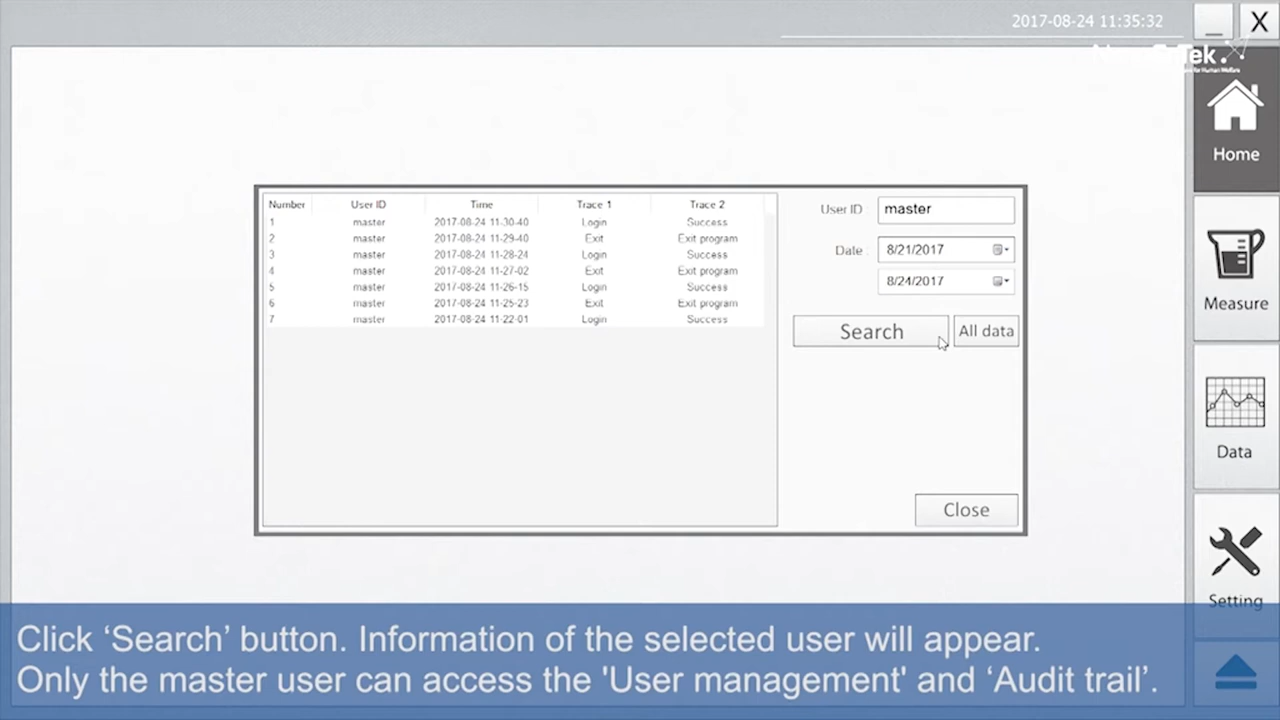 2017-08-24 11:35:32
X
Home
Number User ID Time Trace 1 Trace 2
1 master 2017-08-24 11-30-40 Login Success
2 master 2017-08-24 11-29-40 Exit Exit program
3 master 2017-08-24 11-28-24 Login Success
4 master 2017-08-24 11-27-02 Exit Exit program
5 master 2017-08-24 11-26-15 Login Success
6 master 2017-08-24 11-25-23 Exit Exit program
7 master 2017-08-24 11-22-01 Login Success
User ID master
Date 8/21/2017
8/24/2017
Search All data
Close
Measure
Data
Setting
Click ‘Search’ button. Information of the selected user will appear.
Only the master user can access the 'User management' and ‘Audit trail’.